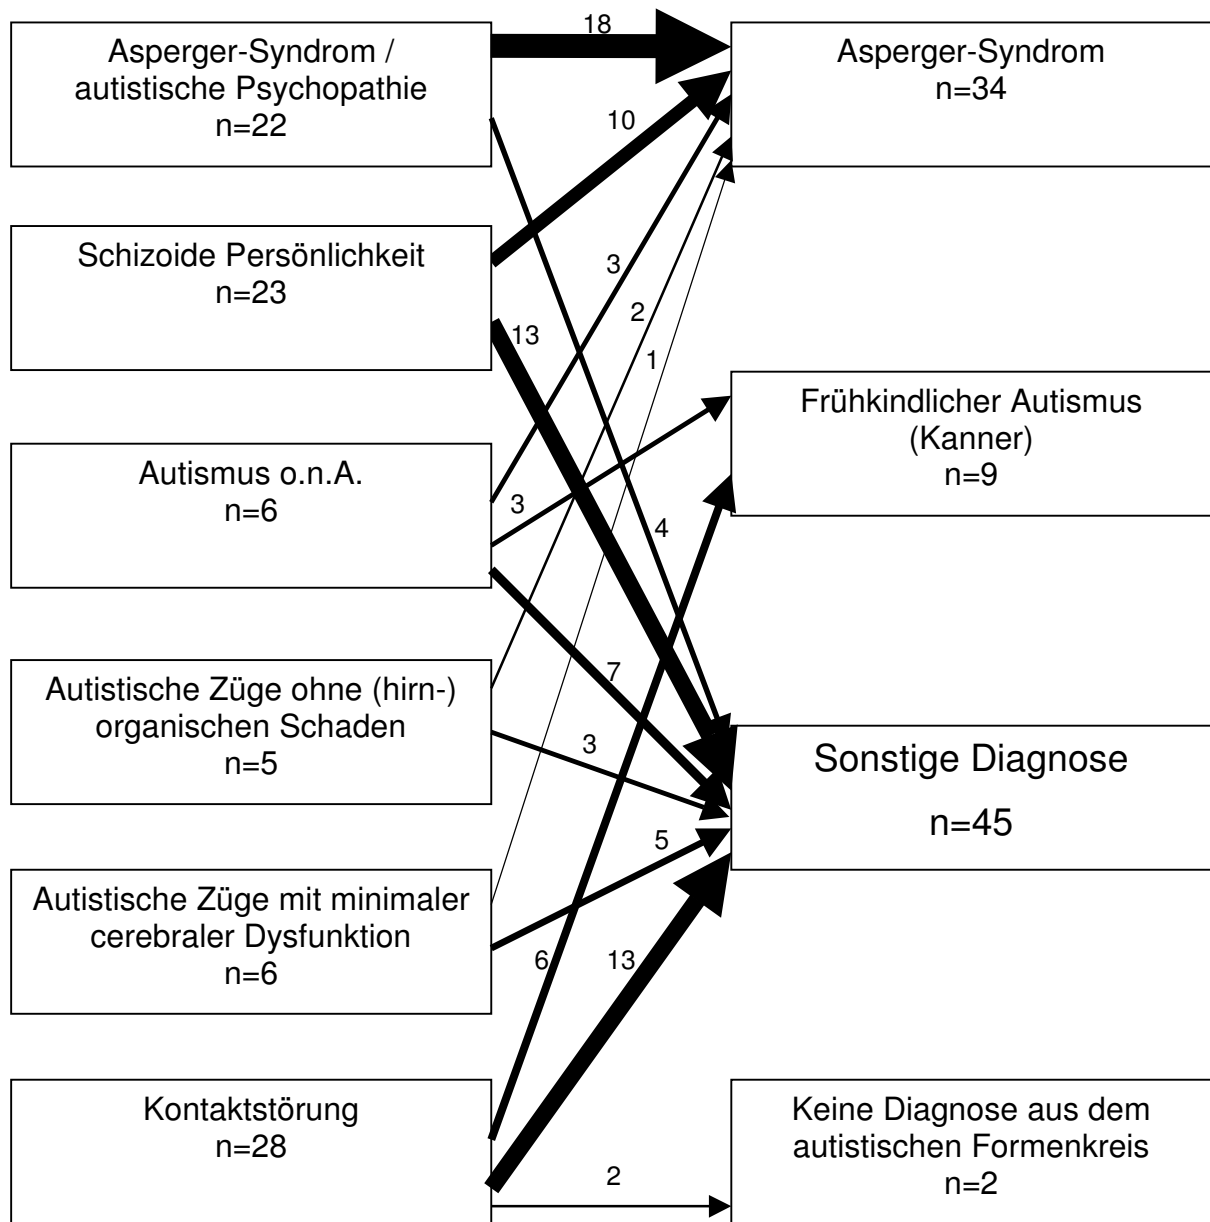 Asperger-Syndrom /
autistische Psychopathie
n=22
Schizoide Persönlichkeit
n=23
Autismus o.n.A.
n=6
Autistische Züge ohne (hirn-)
organischen Schaden
n=5
Autistische Züge mit minimaler
cerebraler Dysfunktion
n=6
Kontaktstörung
n=28
18
10
3
2
13
1
3
4
7
3
5
6
13
2
Asperger-Syndrom
n=34
Frühkindlicher Autismus
(Kanner)
n=9
Sonstige Diagnose
n=45
Keine Diagnose aus dem
autistischen Formenkreis
n=2